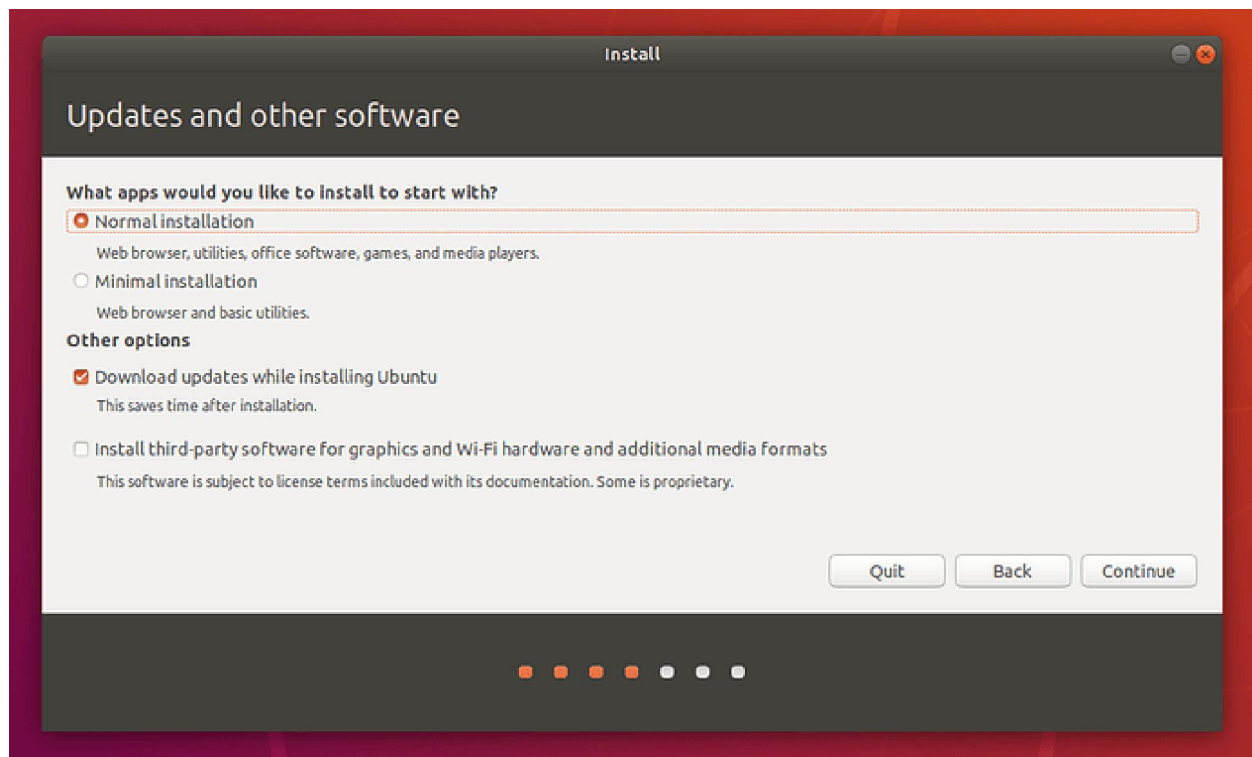 Install
Updates and other software
What apps would you like to install to start with?
Normal installation
Web browser, utilities, office software, games, and media players.
Minimal installation
Web browser and basic utilities.
Other options
Download updates while installing Ubuntu
This saves time after installation.
Install third-party software for graphics and Wi-Fi hardware and additional media formats
This software is subject to license terms included with its documentation. Some is proprietary.
Quit Back Continue